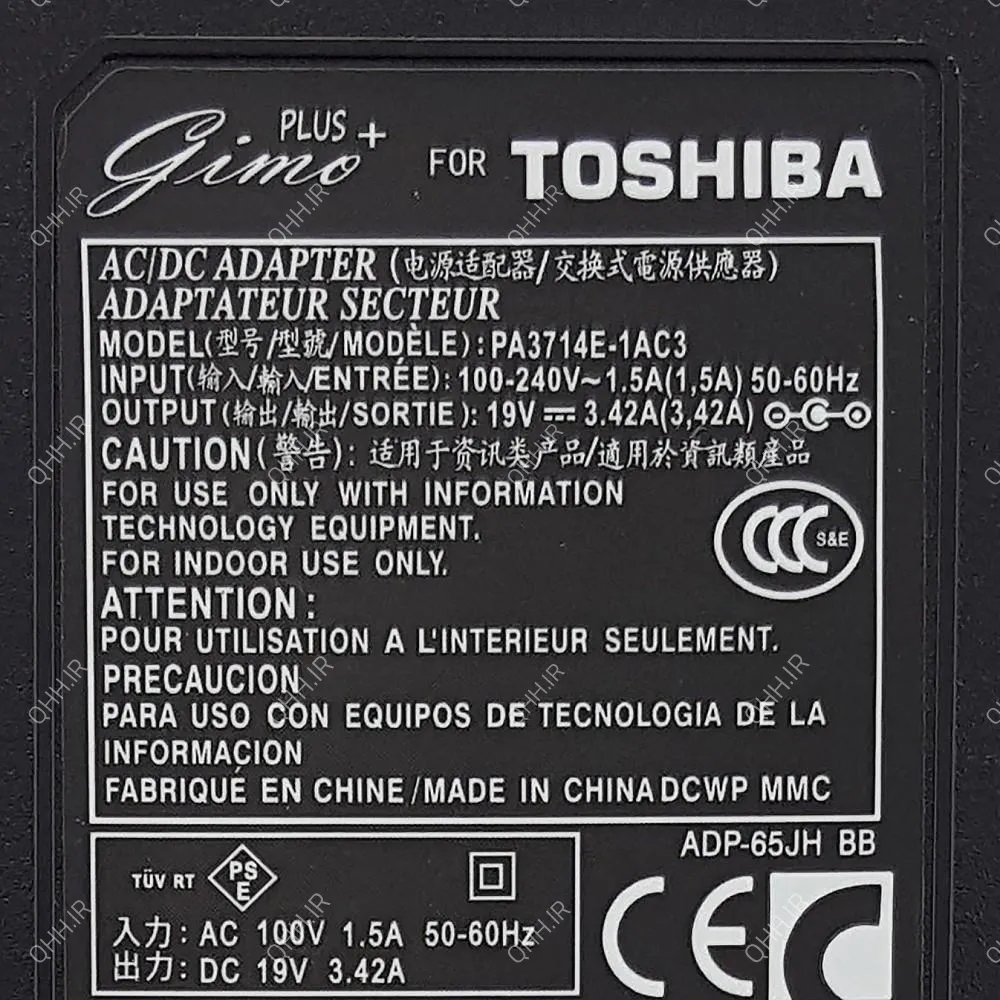 Gimo PLUS + FOR TOSHIBA
AC/DC ADAPTER (电源适配器/交換式電源供應器)
ADAPTATEUR SECTEUR
MODEL(型号/型號/MODÈLE):PA3714E-1AC3
INPUT(输入/輸入/ENTRÉE): 100-240V~1.5A(1,5A) 50-60Hz
OUTPUT(输出/輸出/SORTIE): 19V⎓3.42A(3,42A)
CAUTION(警告): 适用于资讯类产品/適用於資訊類產品
FOR USE ONLY WITH INFORMATION
TECHNOLOGY EQUIPMENT.
FOR INDOOR USE ONLY.
S&E
ATTENTION:
POUR UTILISATION A L'INTERIEUR SEULEMENT.
PRECAUCION
PARA USO CON EQUIPOS DE TECNOLOGIA DE LA
INFORMACION
FABRIQUÉ EN CHINE/MADE IN CHINA DCWP MMC
ADP-65JH BB
TÜV RT PSE
入力: AC 100V 1.5A 50-60Hz
出力: DC 19V 3.42A
CE
QHH.IR